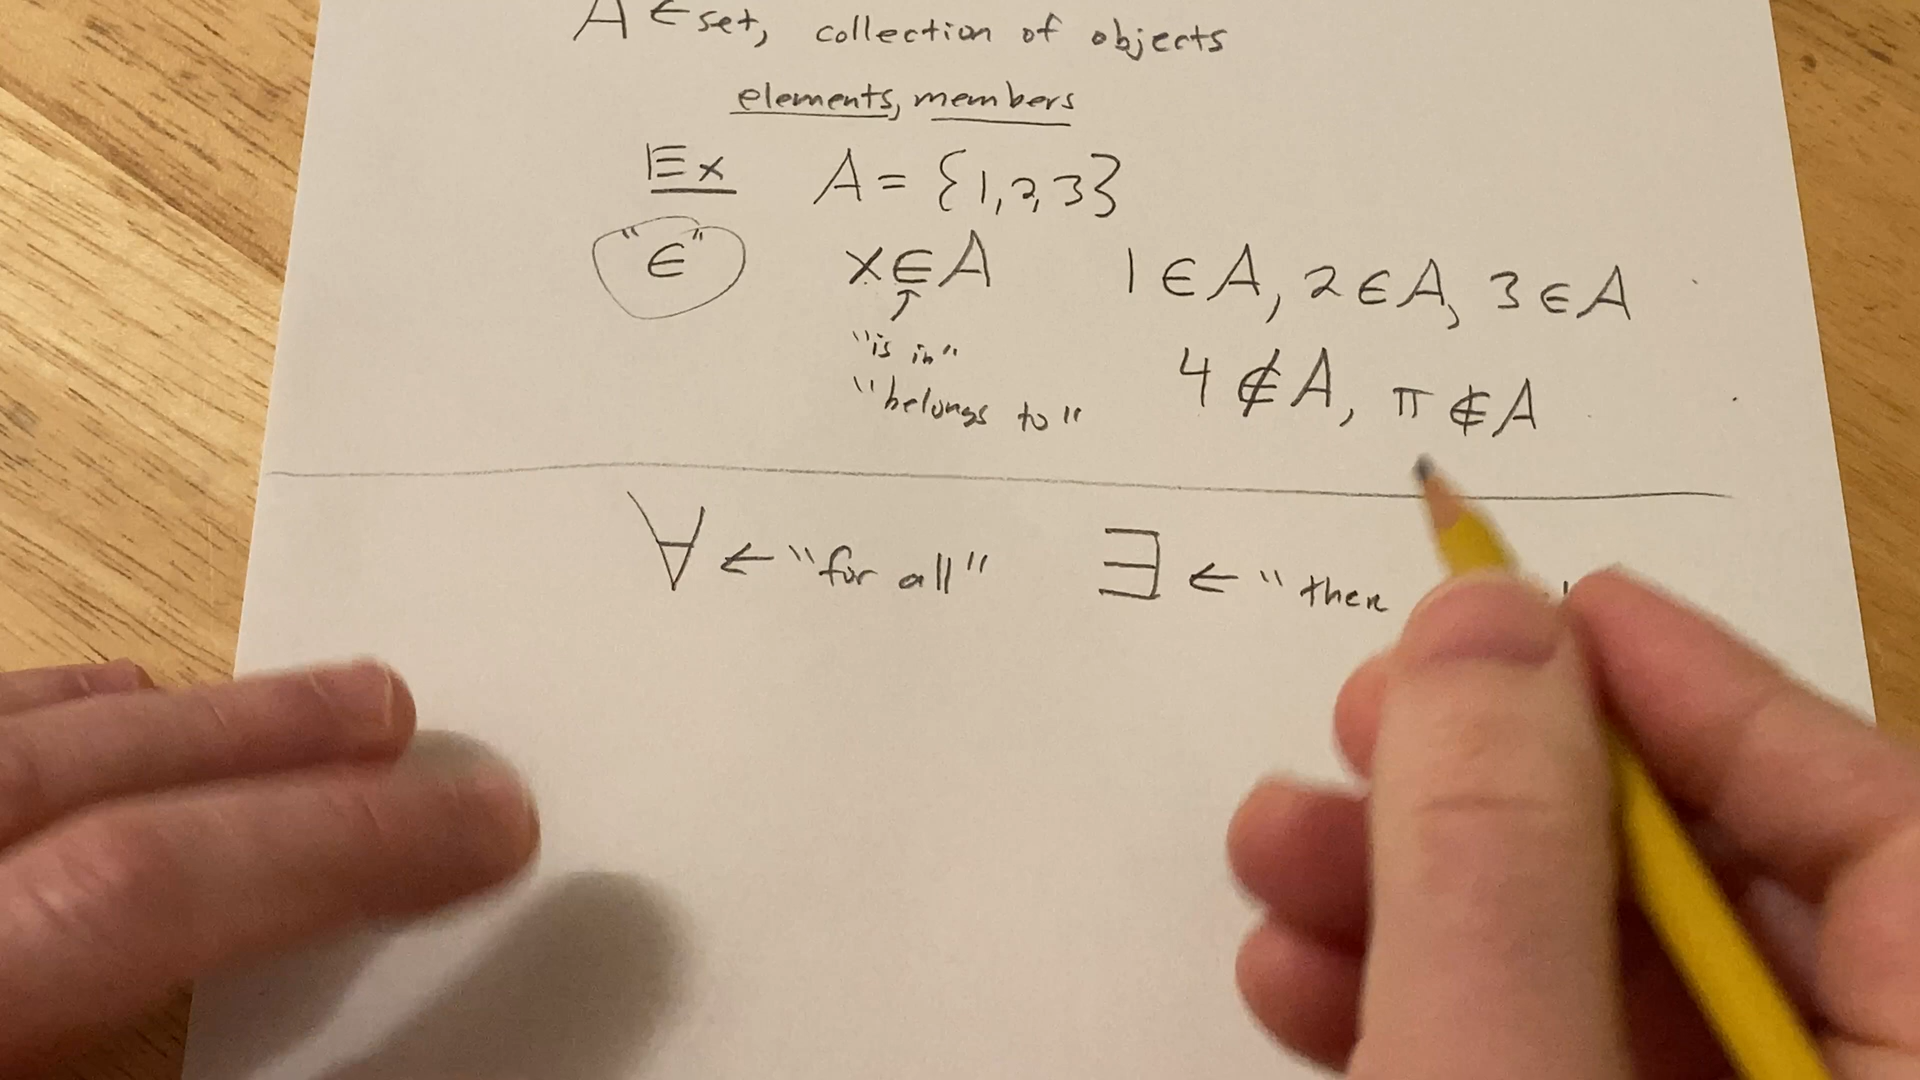 A ← set, collection of objects
elements, members
Ex A = {1,2,3}
"∈" x ∈ A 1 ∈ A, 2 ∈ A, 3 ∈ A
↑
"is in" 4 ∉ A, π ∉ A
"belongs to"
∀ ← "for all" ∃ ← "there